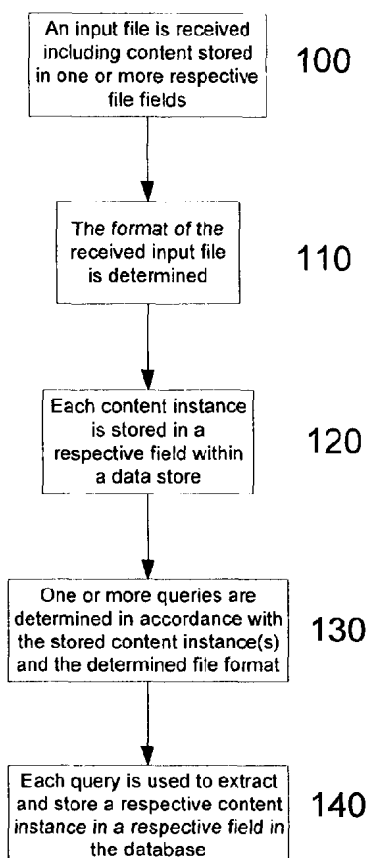 An input file is received
including content stored
in one or more respective
file fields
100
The format of the
received input file
is determined
110
Each content instance
is stored in a
respective field within
a data store
120
One or more queries are
determined in accordance with
the stored content instance(s)
and the determined file format
130
Each query is used to extract
and store a respective content
instance in a respective field in
the database
140